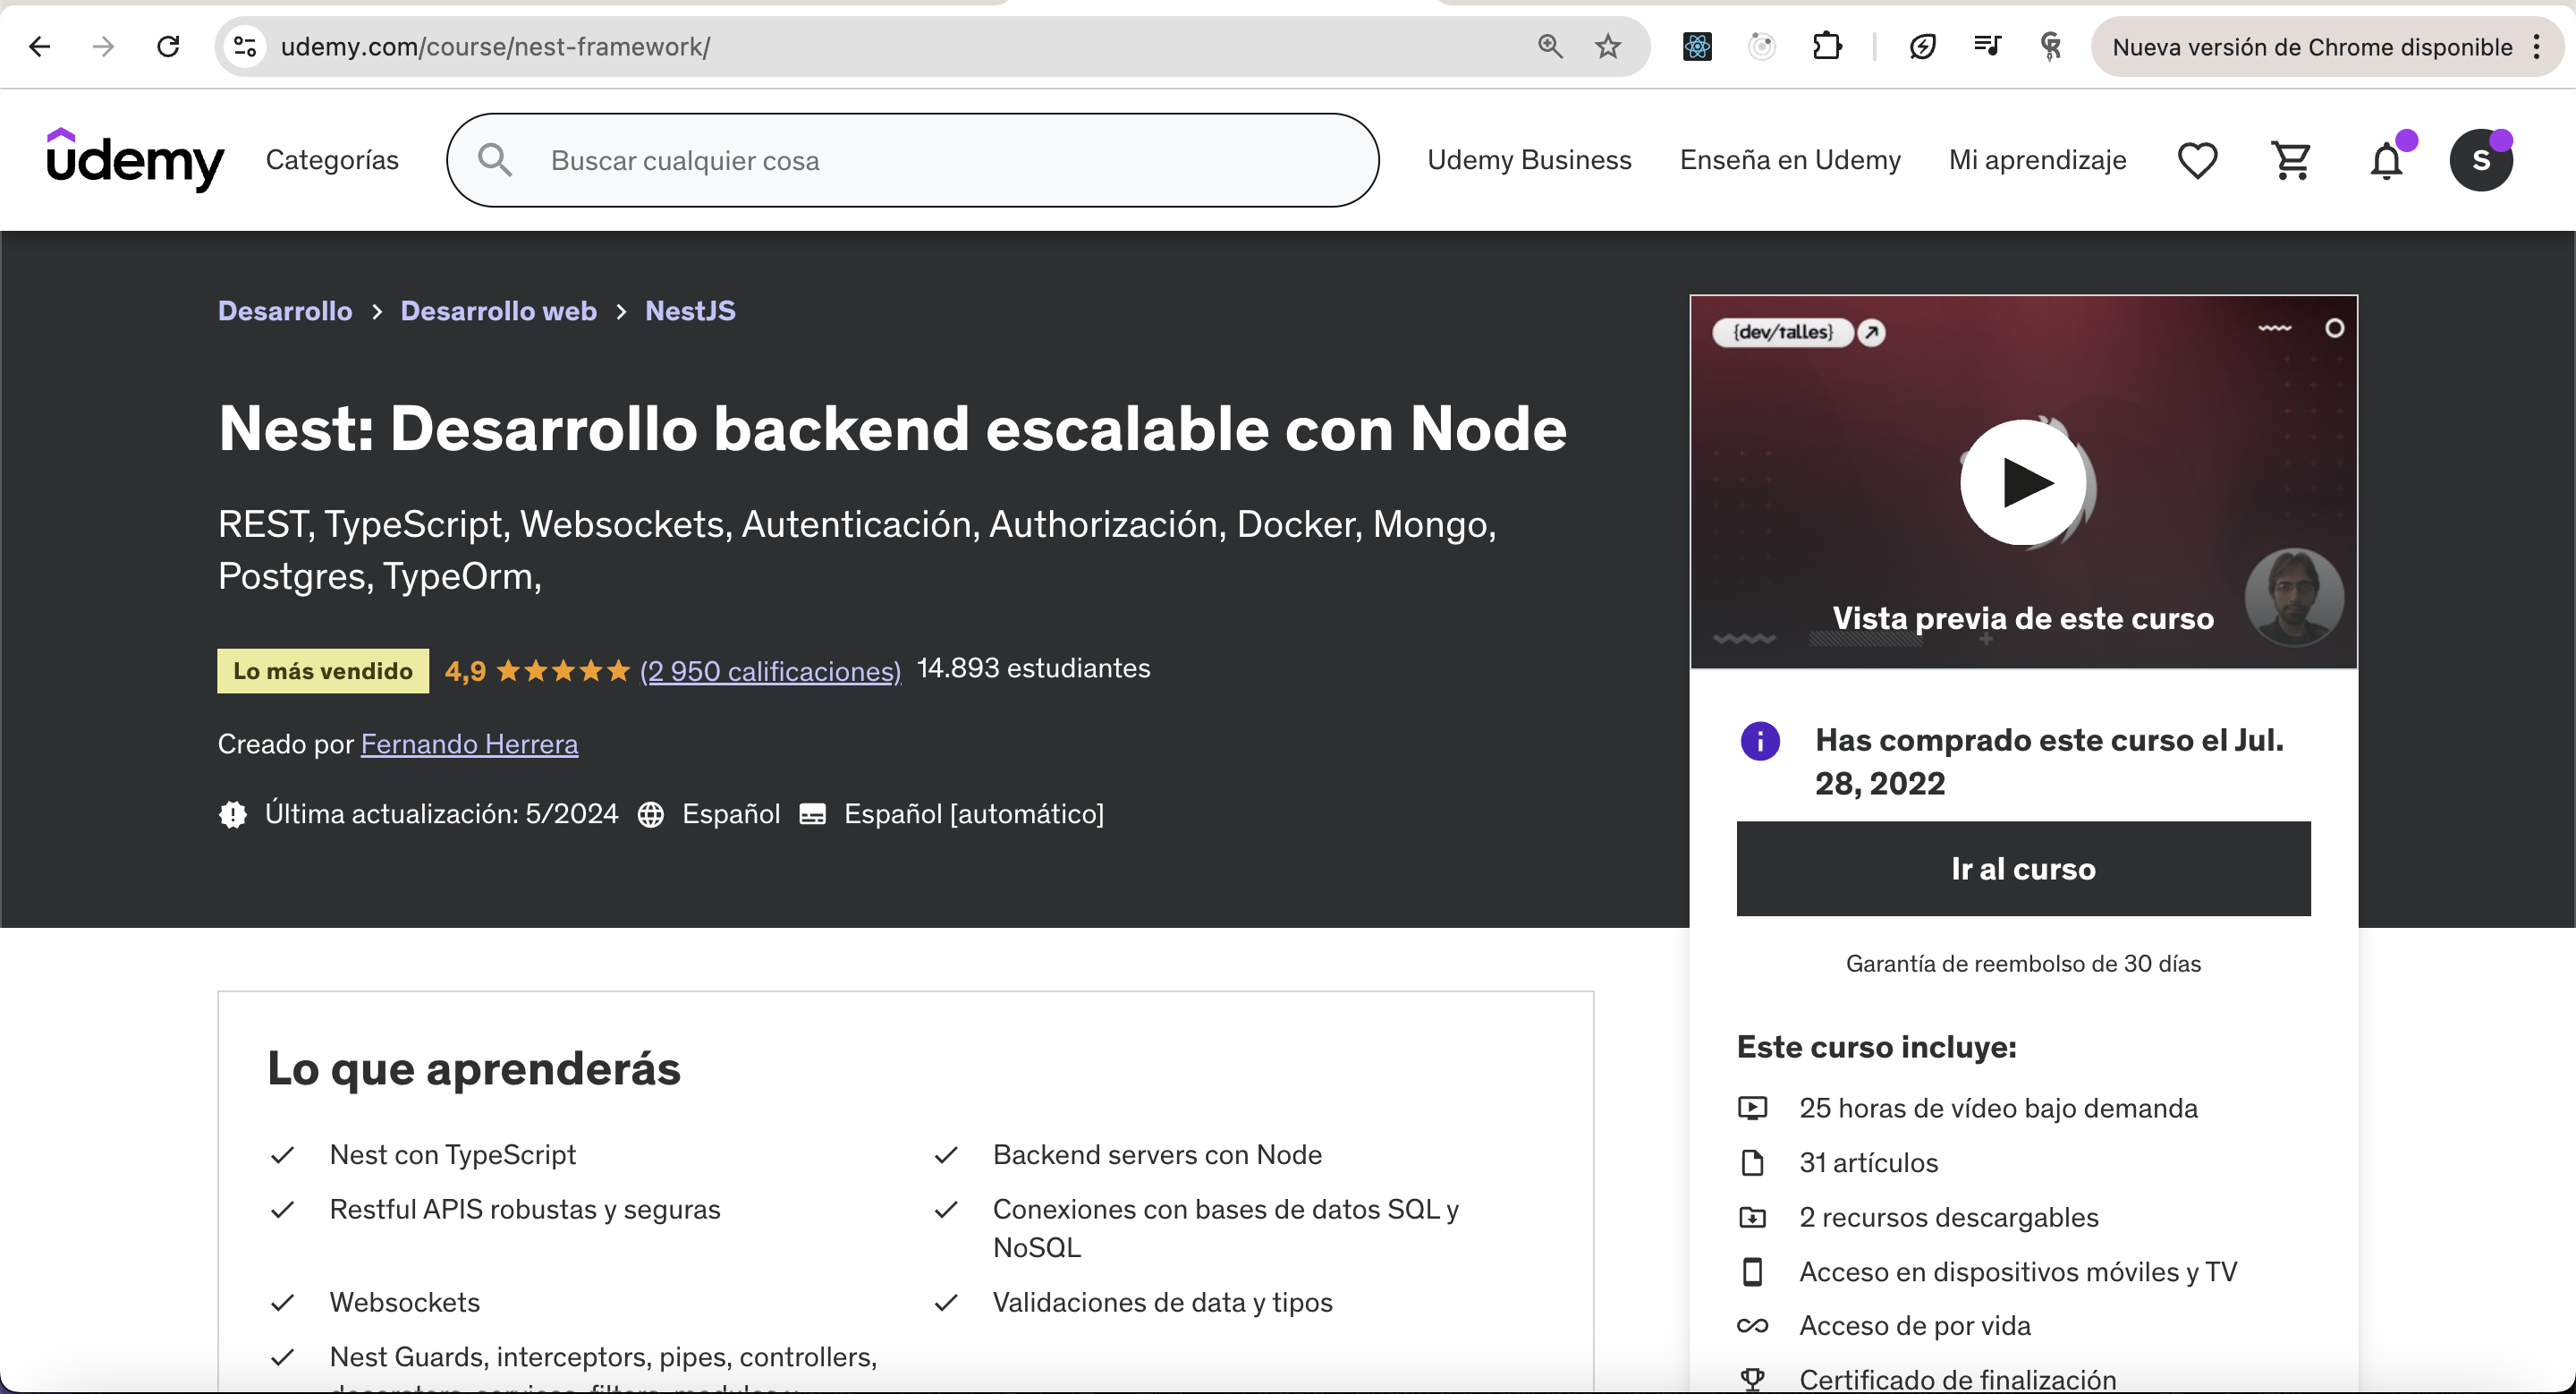 udemy.com/course/nest-framework/
Nueva versión de Chrome disponible
udemy
Categorías
Buscar cualquier cosa
Udemy Business
Enseña en Udemy
Mi aprendizaje
S
Desarrollo > Desarrollo web > NestJS
Nest: Desarrollo backend escalable con Node
REST, TypeScript, Websockets, Autenticación, Authorización, Docker, Mongo,
Postgres, TypeOrm,
Lo más vendido 4,9 (2 950 calificaciones) 14.893 estudiantes
Creado por Fernando Herrera
Última actualización: 5/2024 Español Español [automático]
{dev/talles}
Vista previa de este curso
Has comprado este curso el Jul.
28, 2022
Ir al curso
Garantía de reembolso de 30 días
Este curso incluye:
25 horas de vídeo bajo demanda
31 artículos
2 recursos descargables
Acceso en dispositivos móviles y TV
Acceso de por vida
Certificado de finalización
Lo que aprenderás
Nest con TypeScript
Backend servers con Node
Restful APIS robustas y seguras
Conexiones con bases de datos SQL y
NoSQL
Websockets
Validaciones de data y tipos
Nest Guards, interceptors, pipes, controllers,